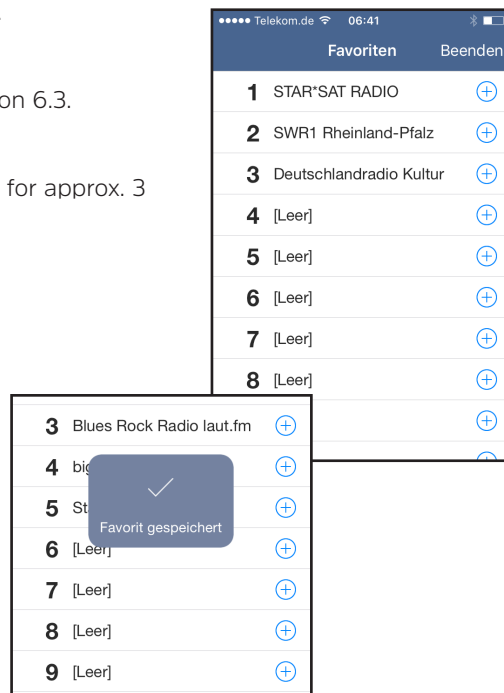 on 6.3.
for approx. 3
Telekom.de 06:41
Favoriten Beenden
1 STAR*SAT RADIO
2 SWR1 Rheinland-Pfalz
3 Deutschlandradio Kultur
4 [Leer]
5 [Leer]
6 [Leer]
7 [Leer]
8 [Leer]
3 Blues Rock Radio laut.fm
4
5
Favorit gespeichert
6 [Leer]
7 [Leer]
8 [Leer]
9 [Leer]